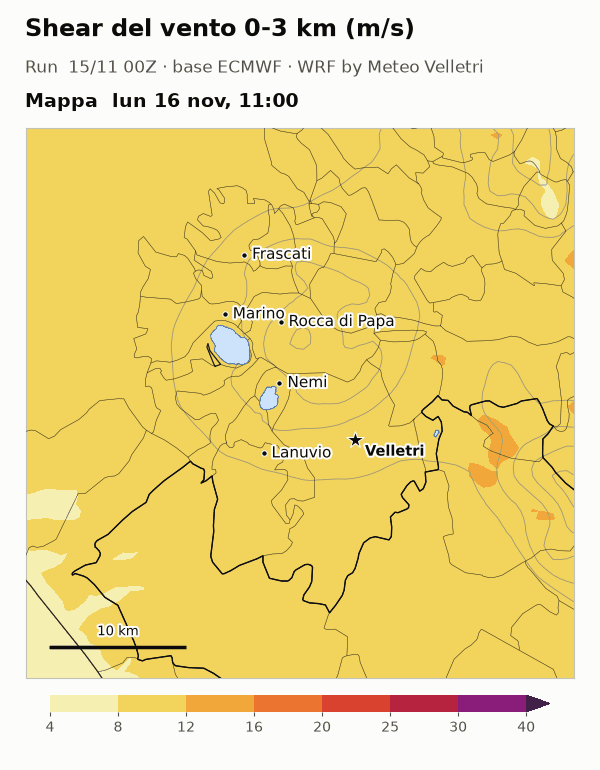 Shear del vento 0-3 km (m/s)
Run  15/11 00Z · base ECMWF · WRF by Meteo Velletri
Mappa  lun 16 nov, 11:00
Frascati
Marino
Rocca di Papa
Nemi
Velletri
Lanuvio
10 km
4 8 12 16 20 25 30 40